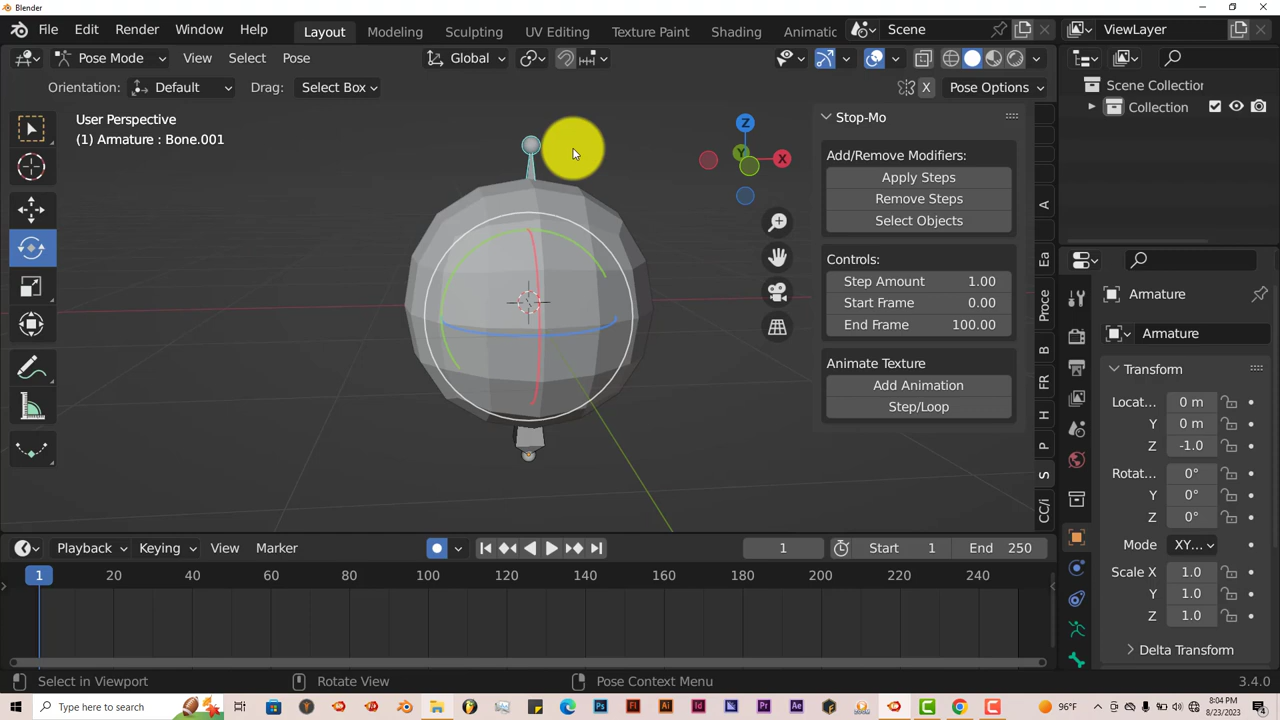 Blender
File Edit Render Window Help Layout Modeling Sculpting UV Editing Texture Paint Shading Animatic Scene ViewLayer
Pose Mode View Select Pose Global
Orientation: Default Drag: Select Box X Pose Options
User Perspective
(1) Armature : Bone.001
Z
Y
X
Stop-Mo
Add/Remove Modifiers:
Apply Steps
Remove Steps
Select Objects
Controls:
Step Amount 1.00
Start Frame 0.00
End Frame 100.00
Animate Texture
Add Animation
Step/Loop
A
Ea
Proce
B
FR
H
P
S
CC/i
Scene Collection
Collection
Armature
Armature
Transform
Locat... 0 m
Y 0 m
Z -1.0
Rotat... 0°
Y 0°
Z 0°
Mode XY...
Scale X 1.0
Y 1.0
Z 1.0
Delta Transform
Playback Keying View Marker 1 Start 1 End 250
1 20 40 60 80 100 120 140 160 180 200 220 240
Select in Viewport Rotate View Pose Context Menu 3.4.0
Type here to search
96°F
8:04 PM
8/23/2023